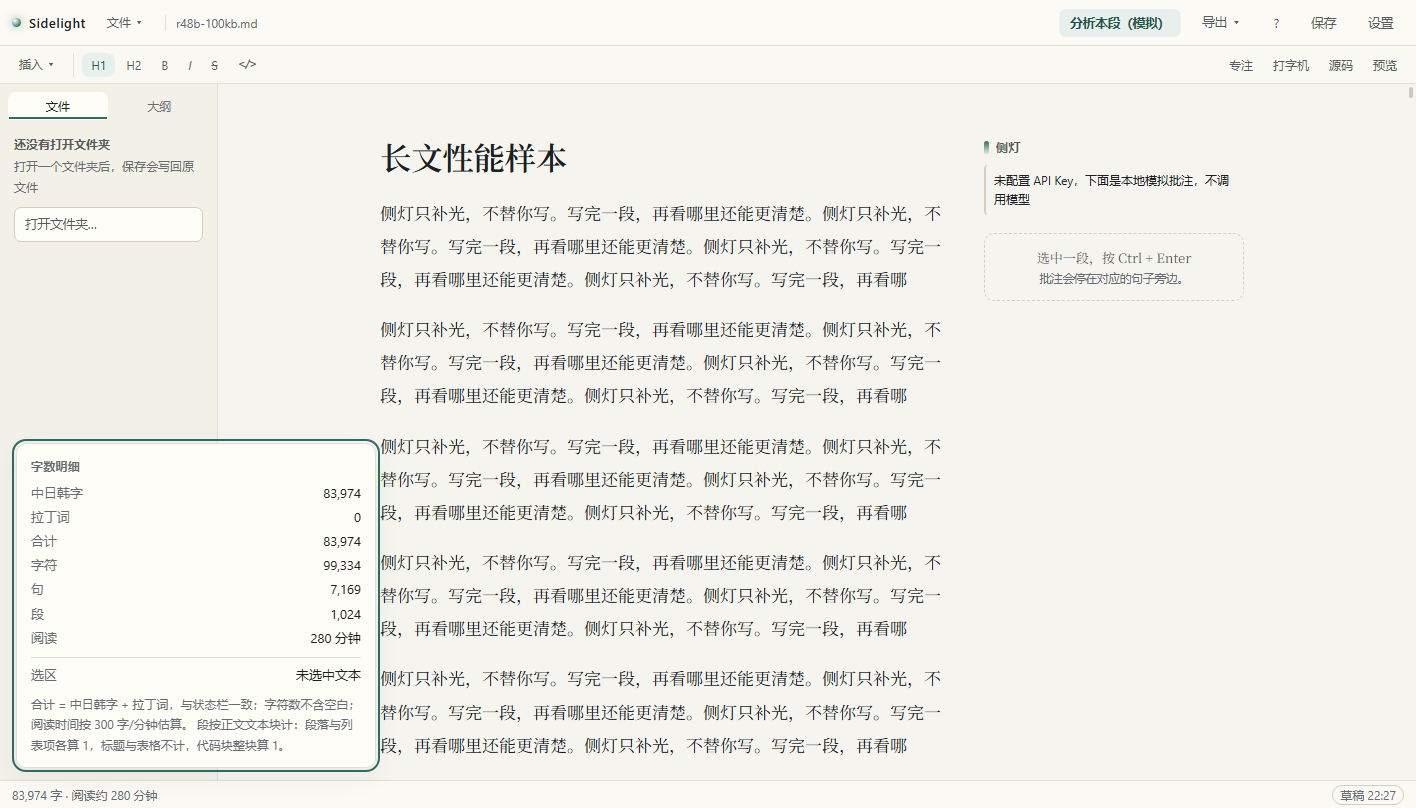 Sidelight 文件 r48b-100kb.md 分析本段（模拟） 导出 ? 保存 设置
插入 H1 H2 B I S </> 专注 打字机 源码 预览
文件 大纲
还没有打开文件夹
打开一个文件夹后，保存会写回原
文件
打开文件夹...
长文性能样本
侧灯只补光，不替你写。写完一段，再看哪里还能更清楚。侧灯只补光，不
替你写。写完一段，再看哪里还能更清楚。侧灯只补光，不替你写。写完一
段，再看哪里还能更清楚。侧灯只补光，不替你写。写完一段，再看哪
侧灯只补光，不替你写。写完一段，再看哪里还能更清楚。侧灯只补光，不
替你写。写完一段，再看哪里还能更清楚。侧灯只补光，不替你写。写完一
段，再看哪里还能更清楚。侧灯只补光，不替你写。写完一段，再看哪
侧灯只补光，不替你写。写完一段，再看哪里还能更清楚。侧灯只补光，不
替你写。写完一段，再看哪里还能更清楚。侧灯只补光，不替你写。写完一
段，再看哪里还能更清楚。侧灯只补光，不替你写。写完一段，再看哪
侧灯只补光，不替你写。写完一段，再看哪里还能更清楚。侧灯只补光，不
替你写。写完一段，再看哪里还能更清楚。侧灯只补光，不替你写。写完一
段，再看哪里还能更清楚。侧灯只补光，不替你写。写完一段，再看哪
侧灯只补光，不替你写。写完一段，再看哪里还能更清楚。侧灯只补光，不
替你写。写完一段，再看哪里还能更清楚。侧灯只补光，不替你写。写完一
段，再看哪里还能更清楚。侧灯只补光，不替你写。写完一段，再看哪
侧灯
未配置 API Key，下面是本地模拟批注，不调
用模型
选中一段，按 Ctrl + Enter
批注会停在对应的句子旁边。
字数明细
中日韩字 83,974
拉丁词 0
合计 83,974
字符 99,334
句 7,169
段 1,024
阅读 280 分钟
选区 未选中文本
合计 = 中日韩字 + 拉丁词，与状态栏一致；字符数不含空白；
阅读时间按 300 字/分钟估算。 段按正文文本块计：段落与列
表项各算 1，标题与表格不计，代码块整块算 1。
83,974 字 · 阅读约 280 分钟
草稿 22:27